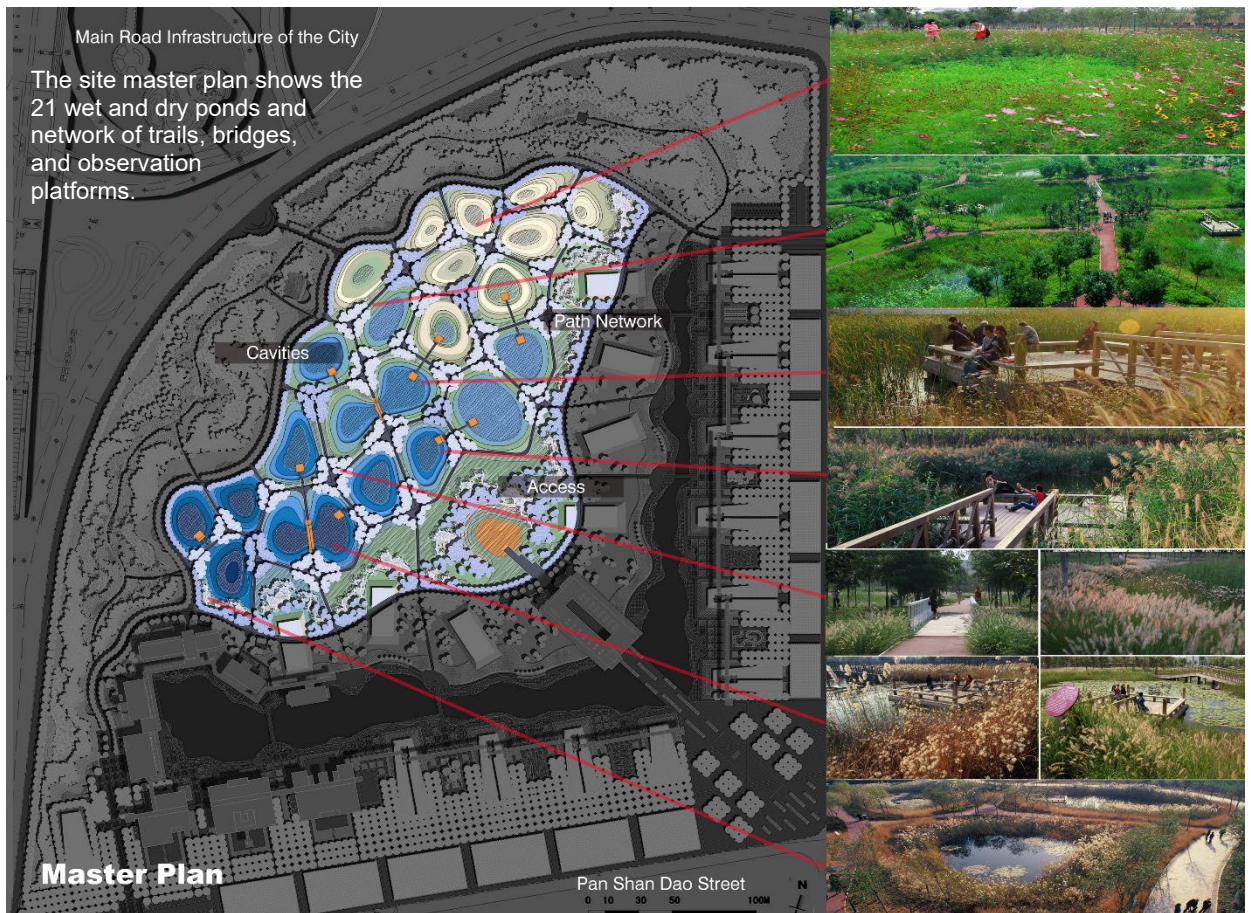 Main Road Infrastructure of the City
The site master plan shows the
21 wet and dry ponds and
network of trails, bridges,
and observation
platforms.
Path Network
Cavities
Access
Master Plan
Pan Shan Dao Street
N
0 10 30 50 100M